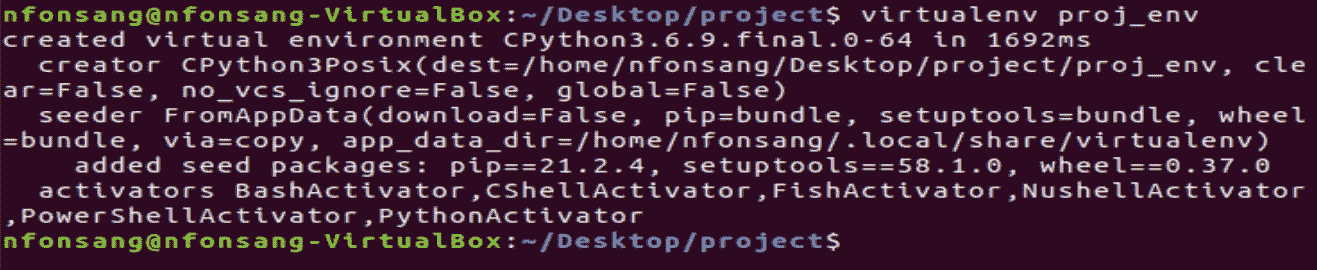 nfonsang@nfonsang-VirtualBox:~/Desktop/project$ virtualenv proj_env
created virtual environment CPython3.6.9.final.0-64 in 1692ms
  creator CPython3Posix(dest=/home/nfonsang/Desktop/project/proj_env, cle
ar=False, no_vcs_ignore=False, global=False)
  seeder FromAppData(download=False, pip=bundle, setuptools=bundle, wheel
=bundle, via=copy, app_data_dir=/home/nfonsang/.local/share/virtualenv)
    added seed packages: pip==21.2.4, setuptools==58.1.0, wheel==0.37.0
  activators BashActivator,CShellActivator,FishActivator,NushellActivator
,PowerShellActivator,PythonActivator
nfonsang@nfonsang-VirtualBox:~/Desktop/project$